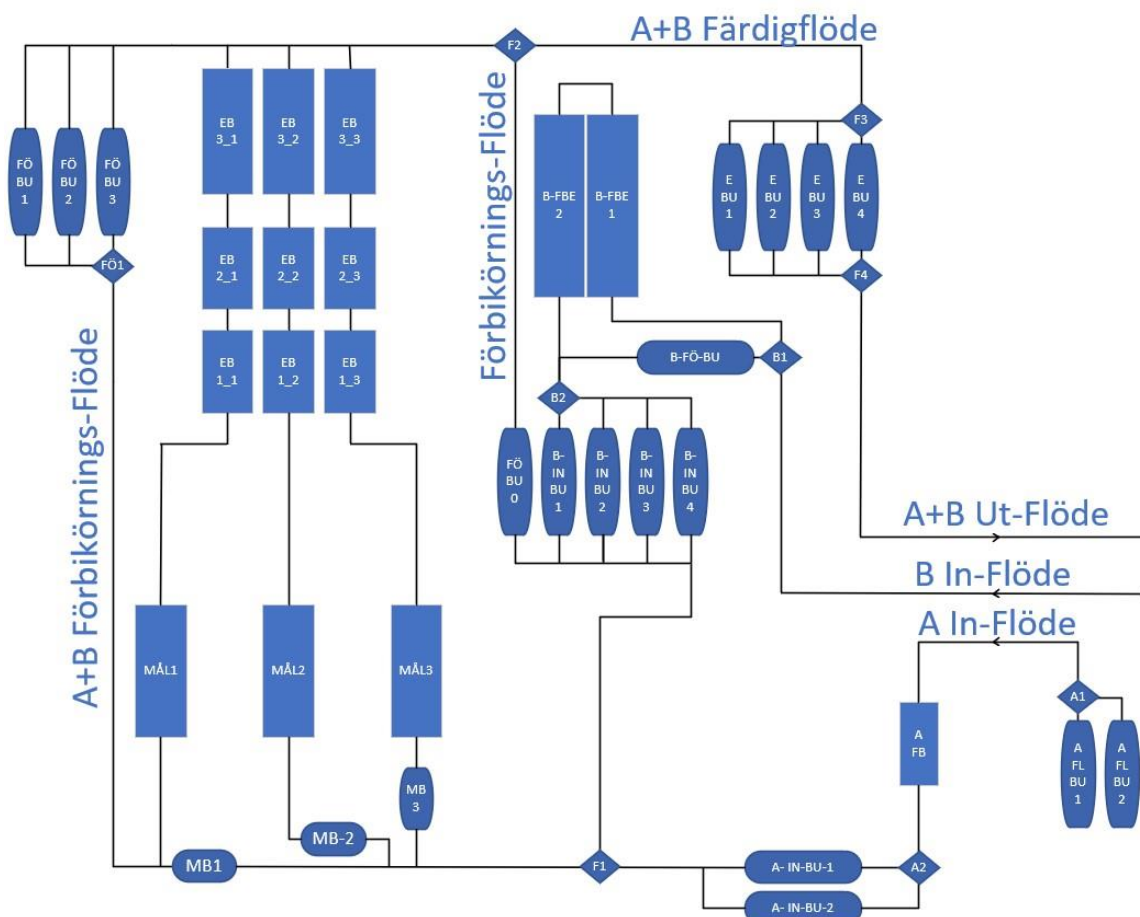 A+B Färdigflöde
F2
Förbikörnings-Flöde
F3
FÖ
BU
1
FÖ
BU
2
FÖ
BU
3
FÖ1
EB
3_1
EB
3_2
EB
3_3
EB
2_1
EB
2_2
EB
2_3
EB
1_1
EB
1_2
EB
1_3
B-FBE
2
B-FBE
1
E
BU
1
E
BU
2
E
BU
3
E
BU
4
F4
B-FÖ-BU
B1
B2
FÖ
BU
0
B-
IN
BU
1
B-
IN
BU
2
B-
IN
BU
3
B-
IN
BU
4
A+B Förbikörnings-Flöde
A+B Ut-Flöde
B In-Flöde
A In-Flöde
MÅL1
MÅL2
MÅL3
A1
A
FB
A
FL
BU
1
A
FL
BU
2
MB
3
MB-2
MB1
F1
A- IN-BU-1
A2
A- IN-BU-2